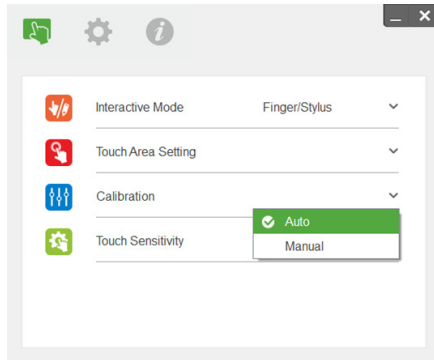 Interactive Mode Finger/Stylus
Touch Area Setting
Calibration
Auto
Touch Sensitivity
Manual